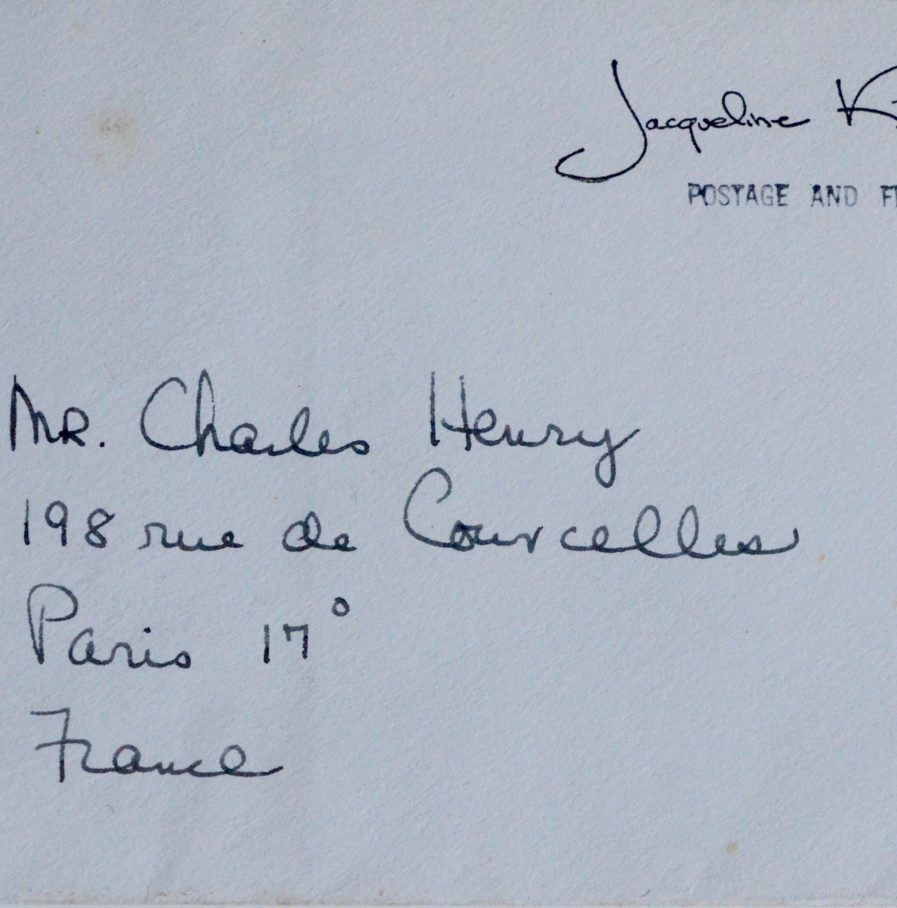 Jacqueline K
POSTAGE AND F
Mr. Charles Henry
198 rue de Courcelles
Paris 17°
France